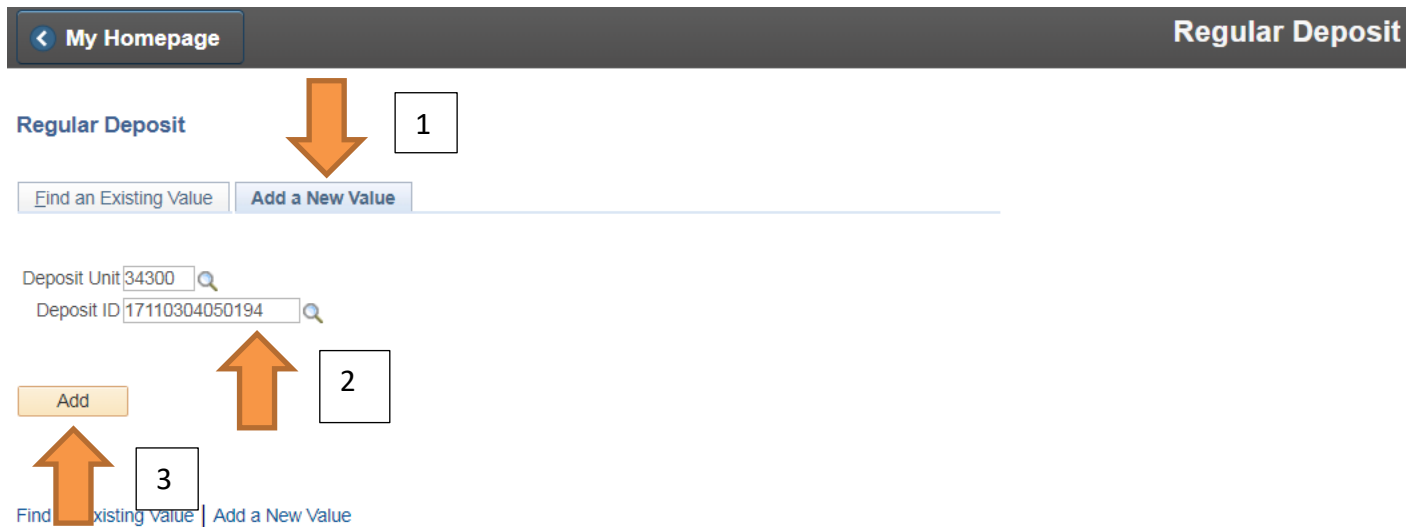 My Homepage
Regular Deposit
1
Regular Deposit
Find an Existing Value Add a New Value
Deposit Unit 34300
Deposit ID 17110304050194
2
Add
3
Find xisting Value | Add a New Value